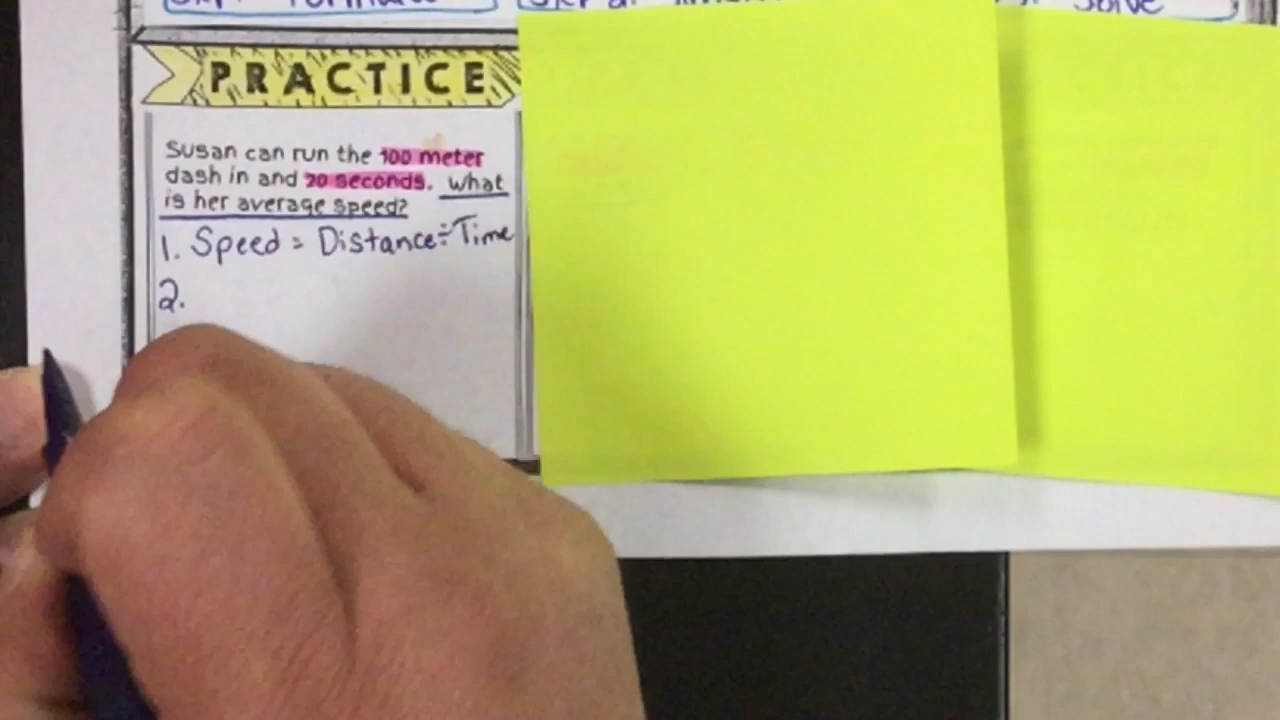 Solve
PRACTICE
Susan can run the 100 meter
dash in and 20 seconds. What
is her average speed?
1. Speed = Distance ÷ Time
2.